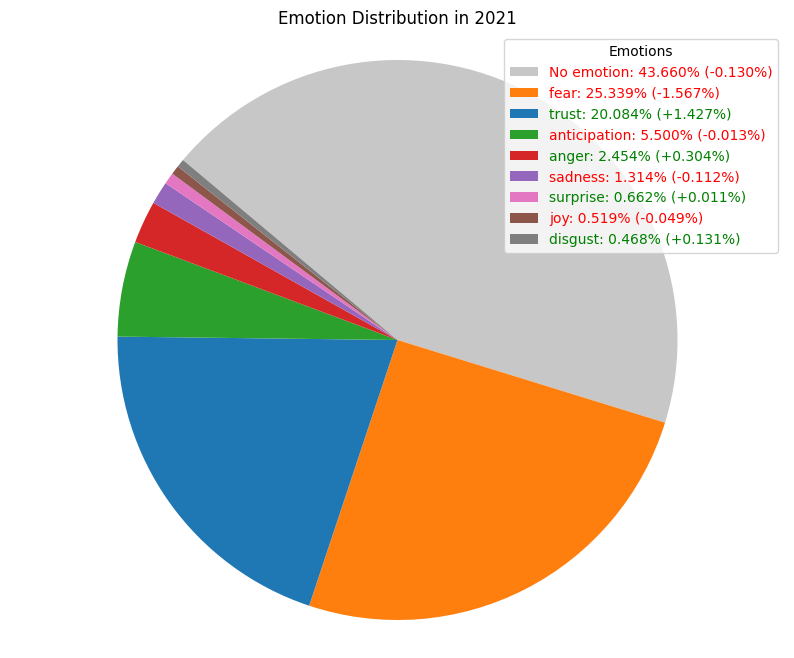 Emotion Distribution in 2021
Emotions
No emotion: 43.660% (-0.130%)
fear: 25.339% (-1.567%)
trust: 20.084% (+1.427%)
anticipation: 5.500% (-0.013%)
anger: 2.454% (+0.304%)
sadness: 1.314% (-0.112%)
surprise: 0.662% (+0.011%)
joy: 0.519% (-0.049%)
disgust: 0.468% (+0.131%)